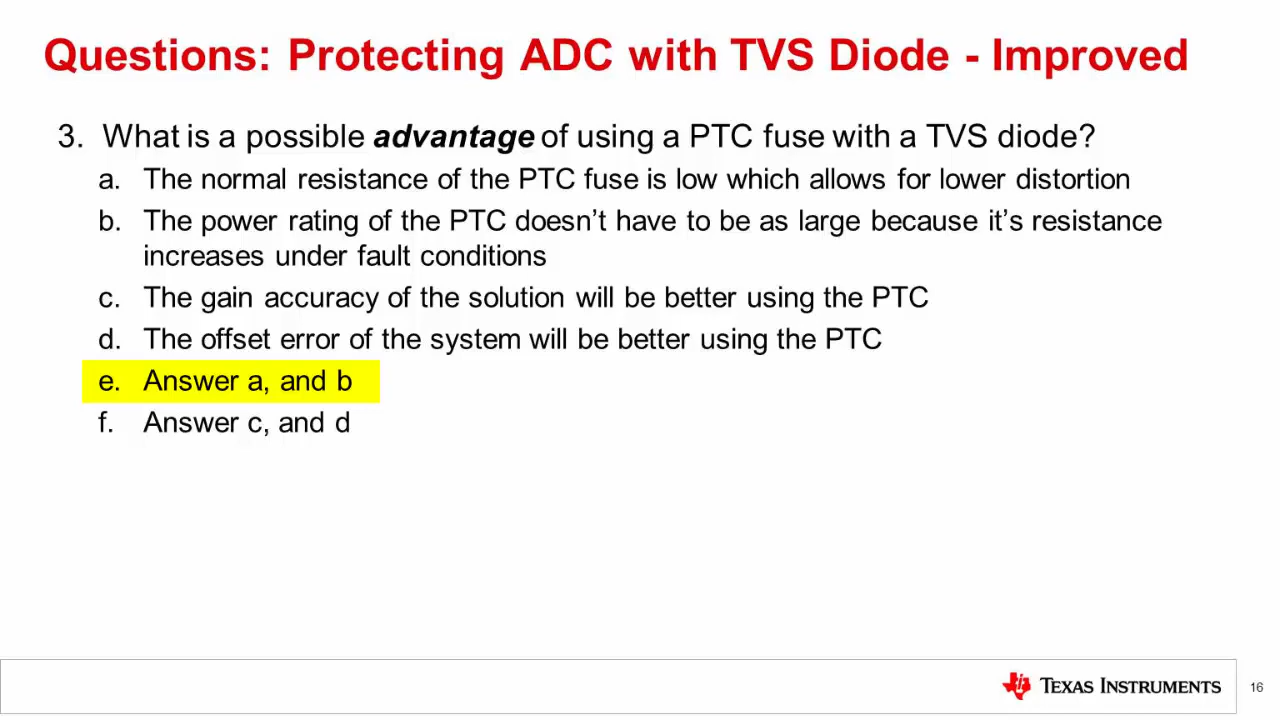 Questions: Protecting ADC with TVS Diode - Improved
3. What is a possible advantage of using a PTC fuse with a TVS diode?
a. The normal resistance of the PTC fuse is low which allows for lower distortion
b. The power rating of the PTC doesn’t have to be as large because it’s resistance
increases under fault conditions
c. The gain accuracy of the solution will be better using the PTC
d. The offset error of the system will be better using the PTC
e. Answer a, and b
f. Answer c, and d
TEXAS INSTRUMENTS
16